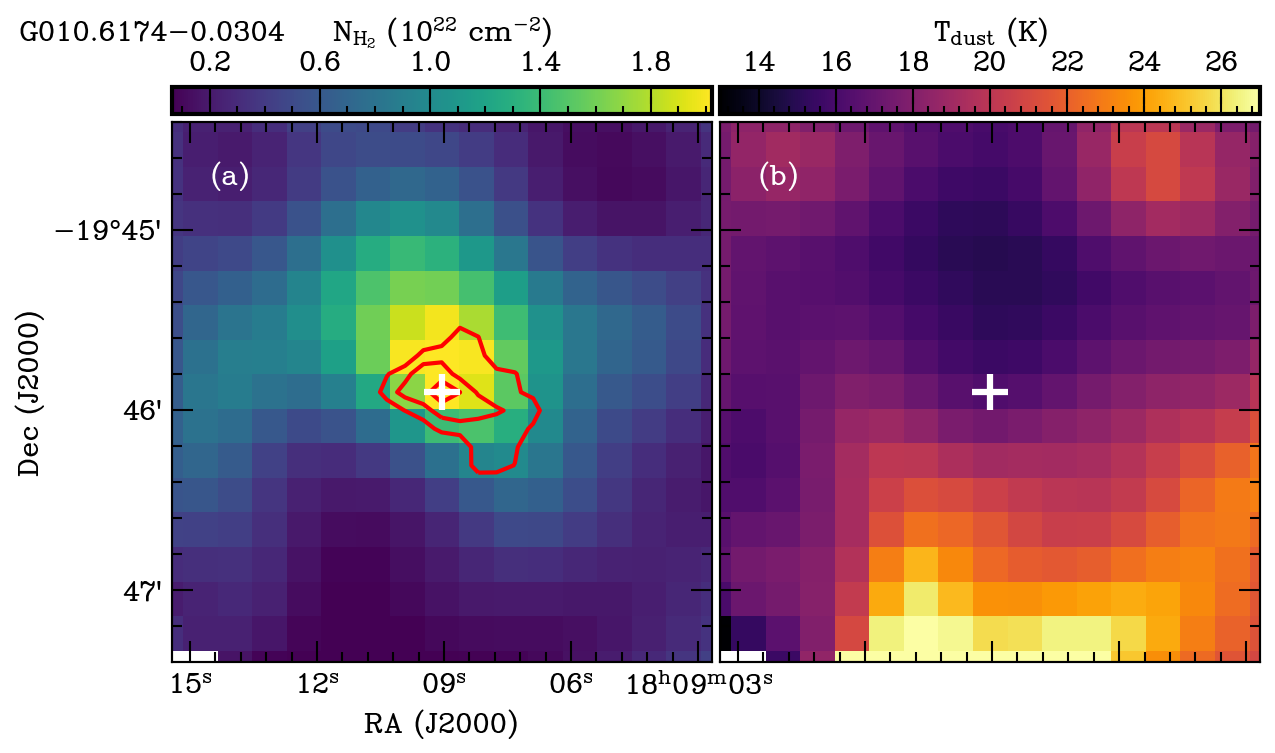 G010.6174−0.0304 N_H₂ (10²² cm⁻²) T_dust (K)
0.2 0.6 1.0 1.4 1.8 14 16 18 20 22 24 26
(a) (b)
−19°45'
46'
47'
Dec (J2000)
15ˢ 12ˢ 09ˢ 06ˢ 18ʰ09ᵐ03ˢ
RA (J2000)